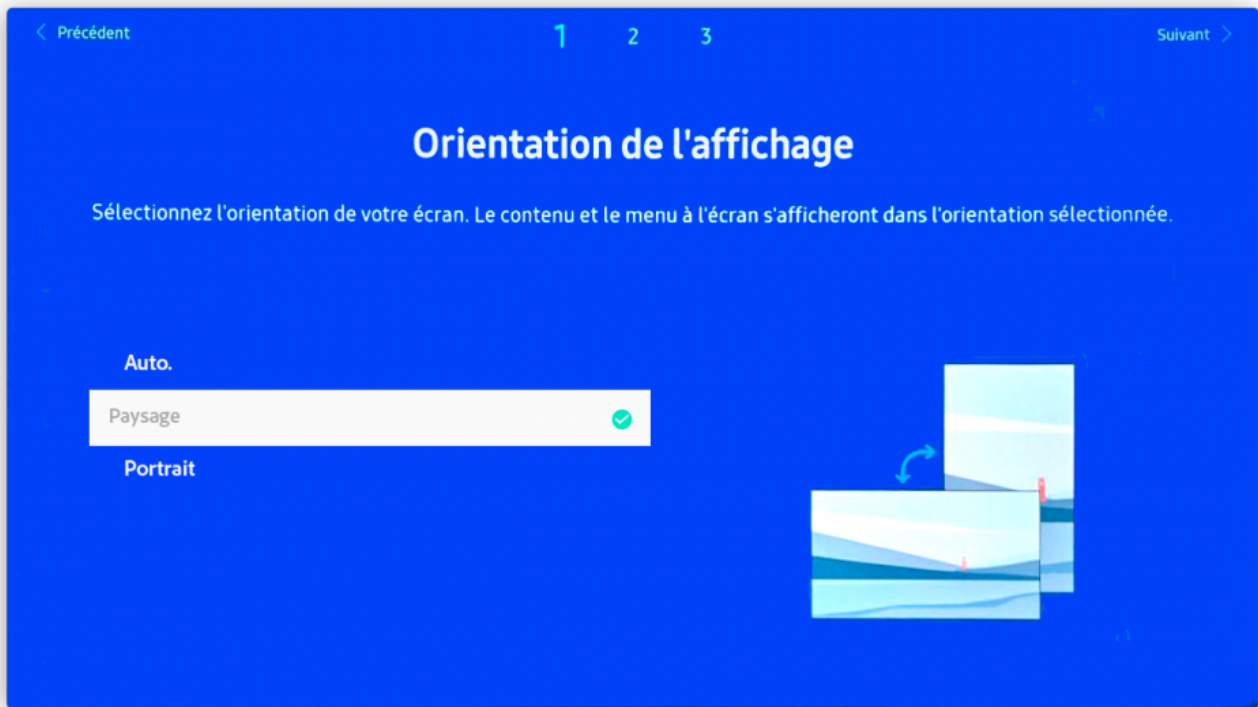 Précédent
1 2 3
Suivant
Orientation de l'affichage
Sélectionnez l'orientation de votre écran. Le contenu et le menu à l'écran s'afficheront dans l'orientation sélectionnée.
Auto.
Paysage
Portrait